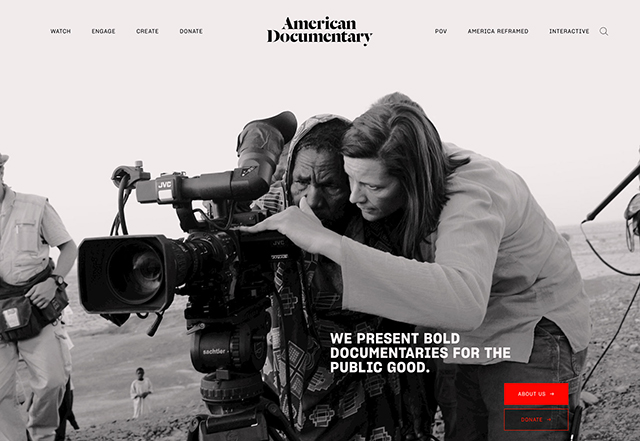 WATCH ENGAGE CREATE DONATE
American
Documentary
POV AMERICA REFRAMED INTERACTIVE
JVC
JVC
sachtler
WE PRESENT BOLD
DOCUMENTARIES FOR THE
PUBLIC GOOD.
ABOUT US →
DONATE →